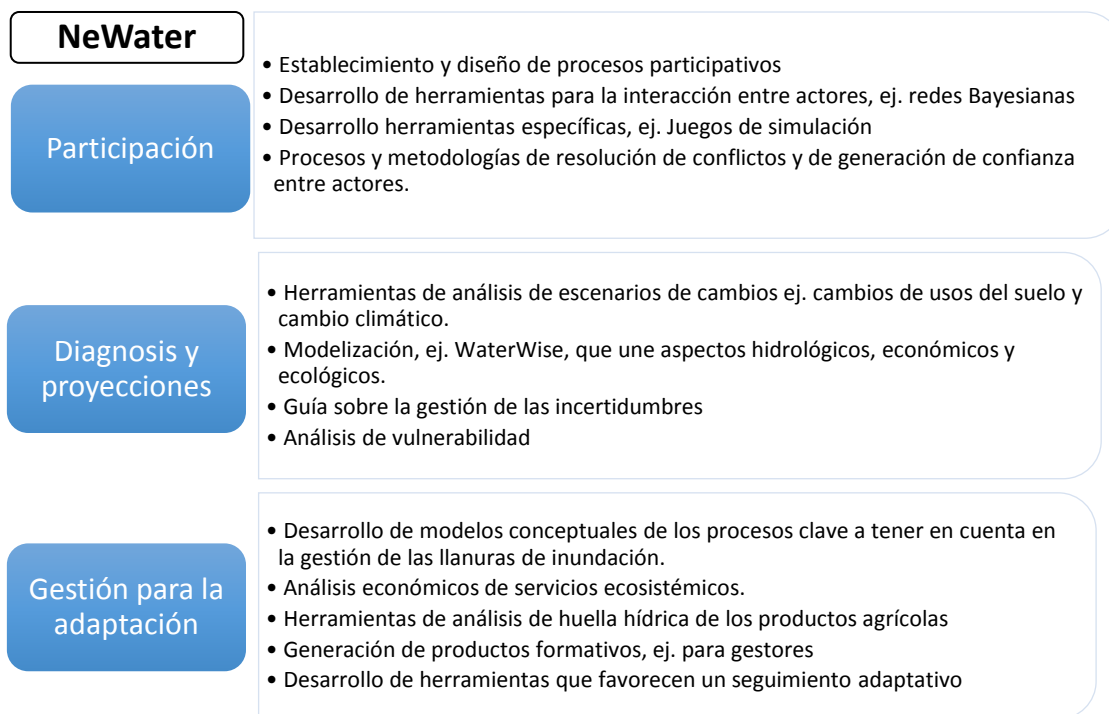 NeWater
Participación
• Establecimiento y diseño de procesos participativos
• Desarrollo de herramientas para la interacción entre actores, ej. redes Bayesianas
• Desarrollo herramientas específicas, ej. Juegos de simulación
• Procesos y metodologías de resolución de conflictos y de generación de confianza
entre actores.
Diagnosis y
proyecciones
• Herramientas de análisis de escenarios de cambios ej. cambios de usos del suelo y
cambio climático.
• Modelización, ej. WaterWise, que une aspectos hidrológicos, económicos y
ecológicos.
• Guía sobre la gestión de las incertidumbres
• Análisis de vulnerabilidad
Gestión para la
adaptación
• Desarrollo de modelos conceptuales de los procesos clave a tener en cuenta en
la gestión de las llanuras de inundación.
• Análisis económicos de servicios ecosistémicos.
• Herramientas de análisis de huella hídrica de los productos agrícolas
• Generación de productos formativos, ej. para gestores
• Desarrollo de herramientas que favorecen un seguimiento adaptativo